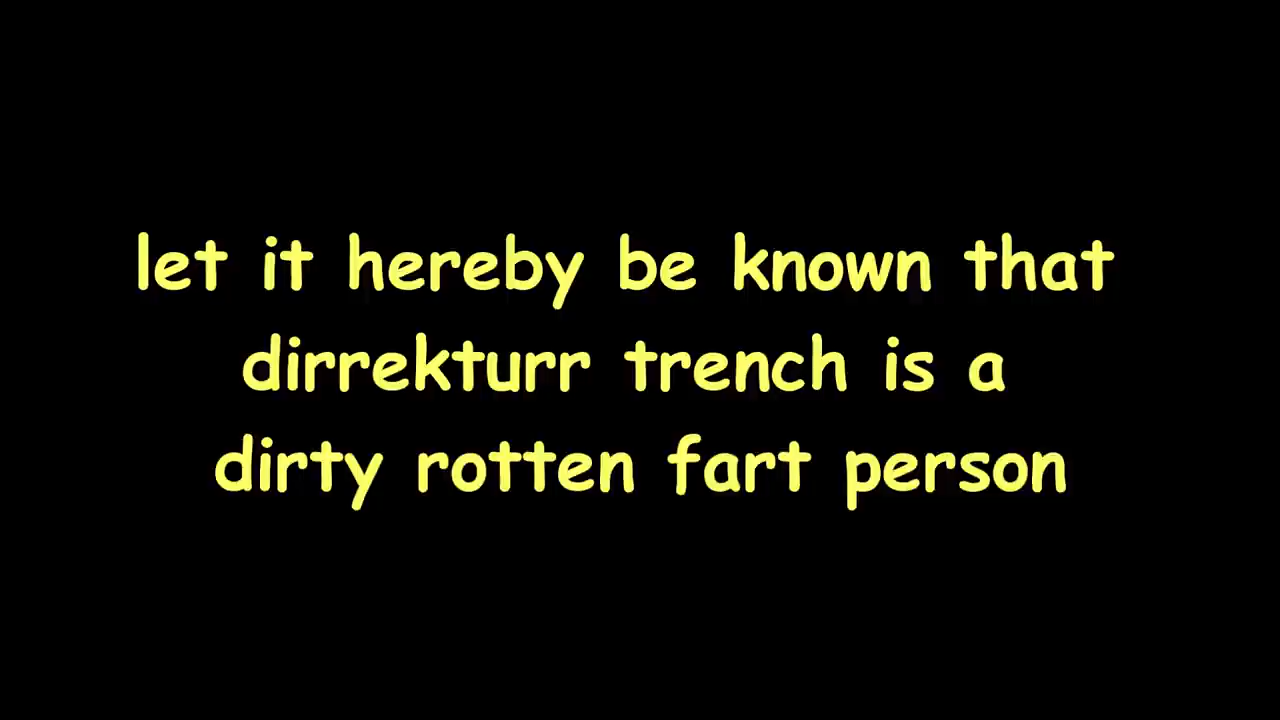 let it hereby be known that
dirrekturr trench is a
dirty rotten fart person